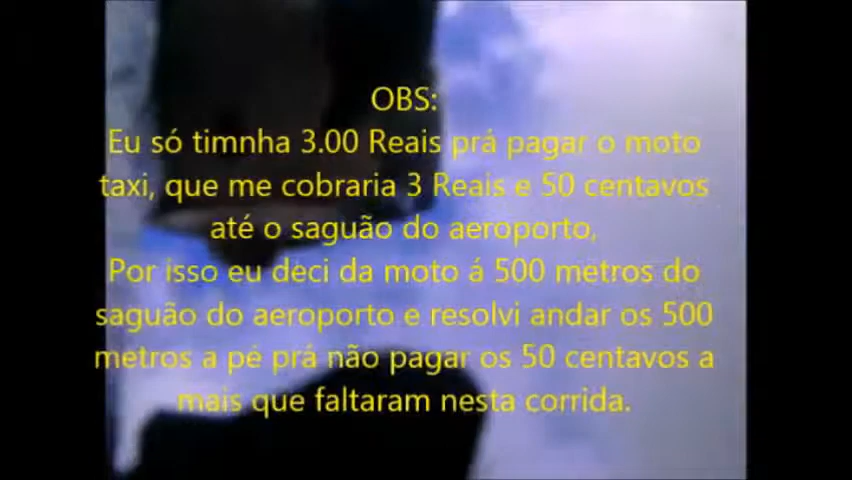 OBS:
Eu só timnha 3.00 Reais prá pagar o moto
taxi, que me cobraria 3 Reais e 50 centavos
até o saguão do aeroporto,
Por isso eu deci da moto á 500 metros do
saguão do aeroporto e resolvi andar os 500
metros a pé prá não pagar os 50 centavos a
mais que faltaram nesta corrida.